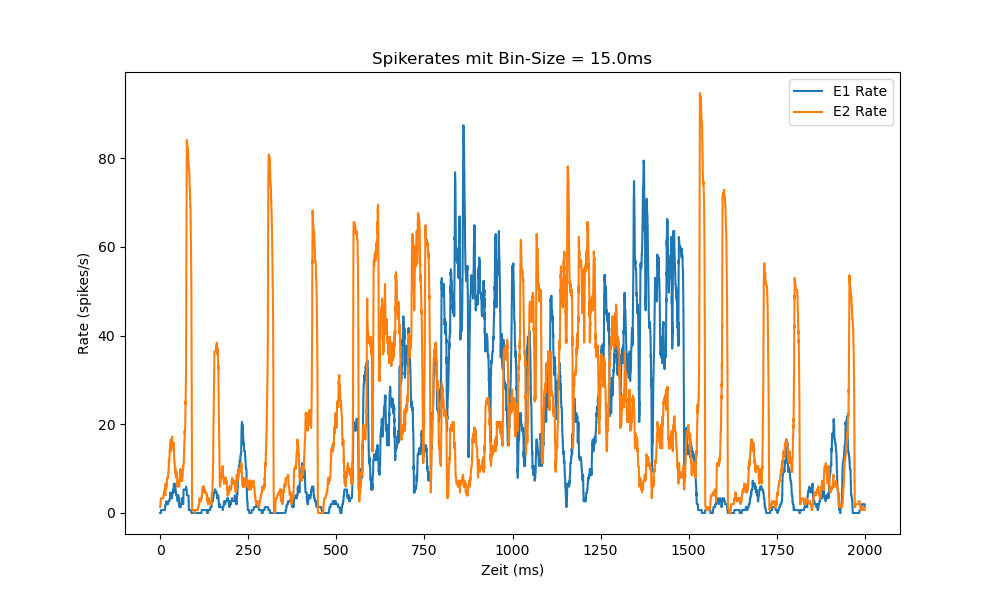 Spikerates mit Bin-Size = 15.0ms
E1 Rate
E2 Rate
80
60
40
20
0
Rate (spikes/s)
0 250 500 750 1000 1250 1500 1750 2000
Zeit (ms)